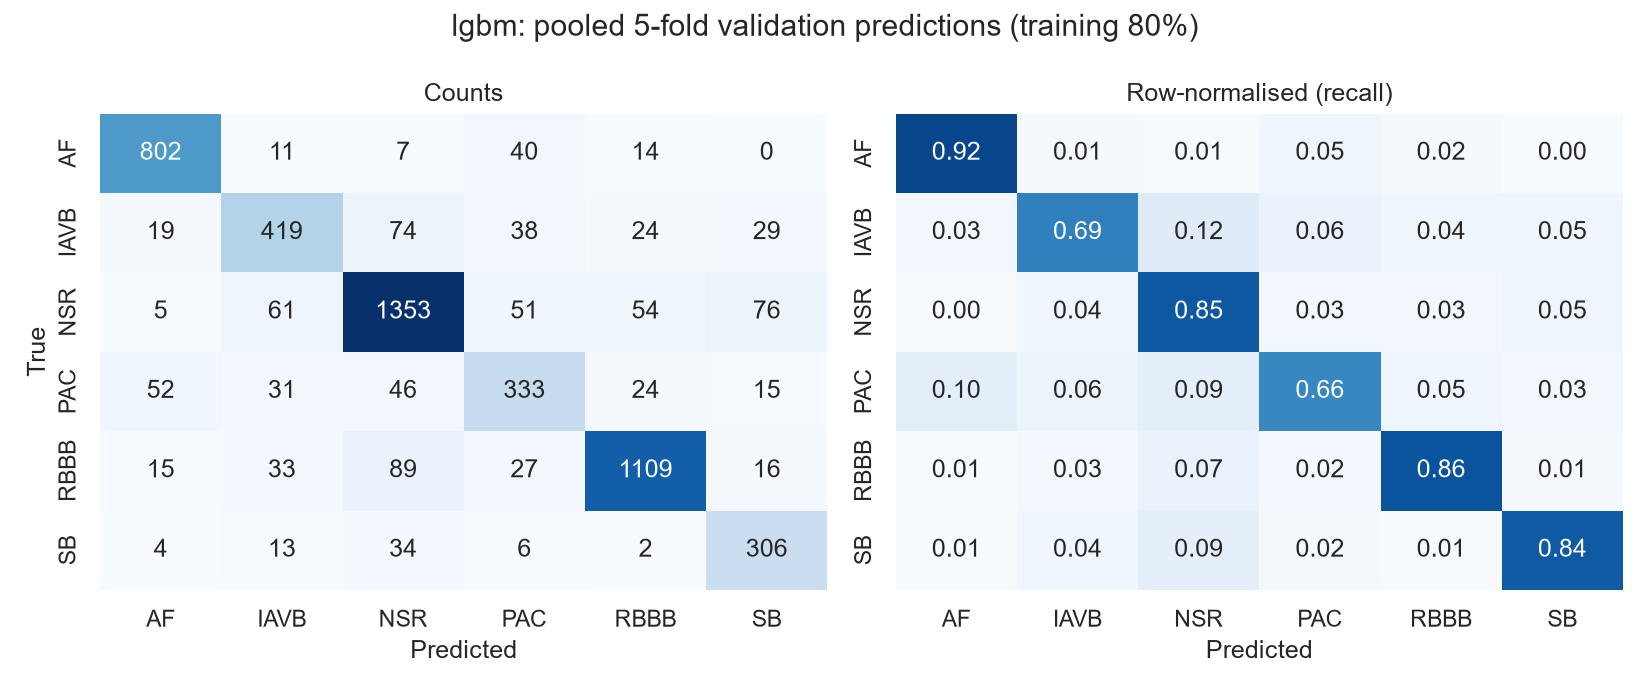 lgbm: pooled 5-fold validation predictions (training 80%)
Counts
AF 802 11 7 40 14 0
IAVB 19 419 74 38 24 29
NSR 5 61 1353 51 54 76
PAC 52 31 46 333 24 15
RBBB 15 33 89 27 1109 16
SB 4 13 34 6 2 306
True
AF IAVB NSR PAC RBBB SB
Predicted
Row-normalised (recall)
AF 0.92 0.01 0.01 0.05 0.02 0.00
IAVB 0.03 0.69 0.12 0.06 0.04 0.05
NSR 0.00 0.04 0.85 0.03 0.03 0.05
PAC 0.10 0.06 0.09 0.66 0.05 0.03
RBBB 0.01 0.03 0.07 0.02 0.86 0.01
SB 0.01 0.04 0.09 0.02 0.01 0.84
AF IAVB NSR PAC RBBB SB
Predicted